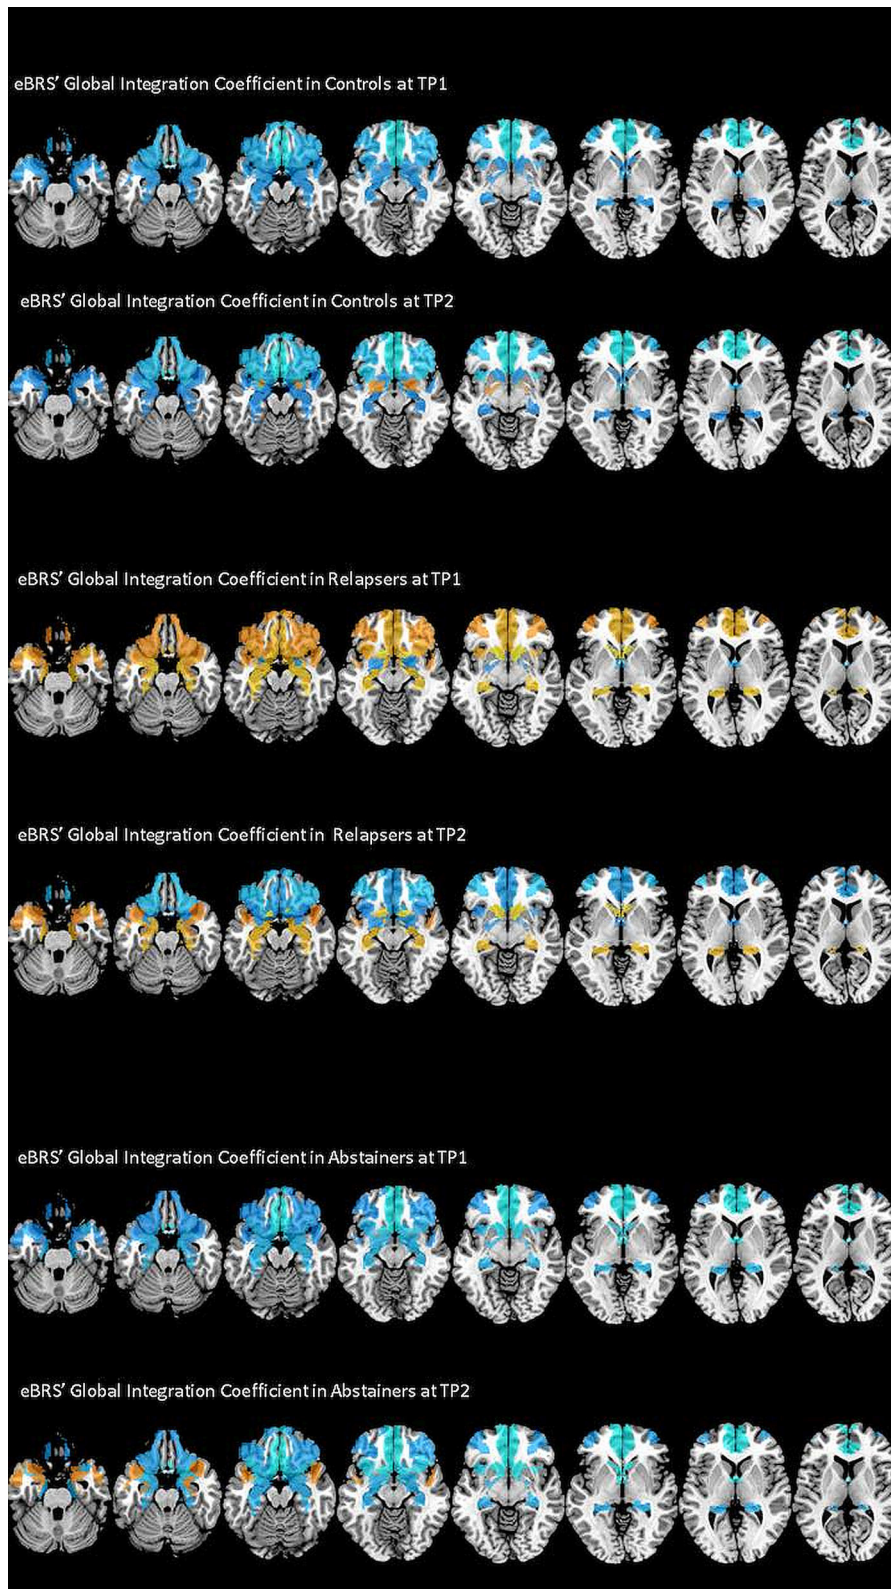 eBRS' Global Integration Coefficient in Controls at TP1
eBRS' Global Integration Coefficient in Controls at TP2
eBRS' Global Integration Coefficient in Relapsers at TP1
eBRS' Global Integration Coefficient in Relapsers at TP2
eBRS' Global Integration Coefficient in Abstainers at TP1
eBRS' Global Integration Coefficient in Abstainers at TP2